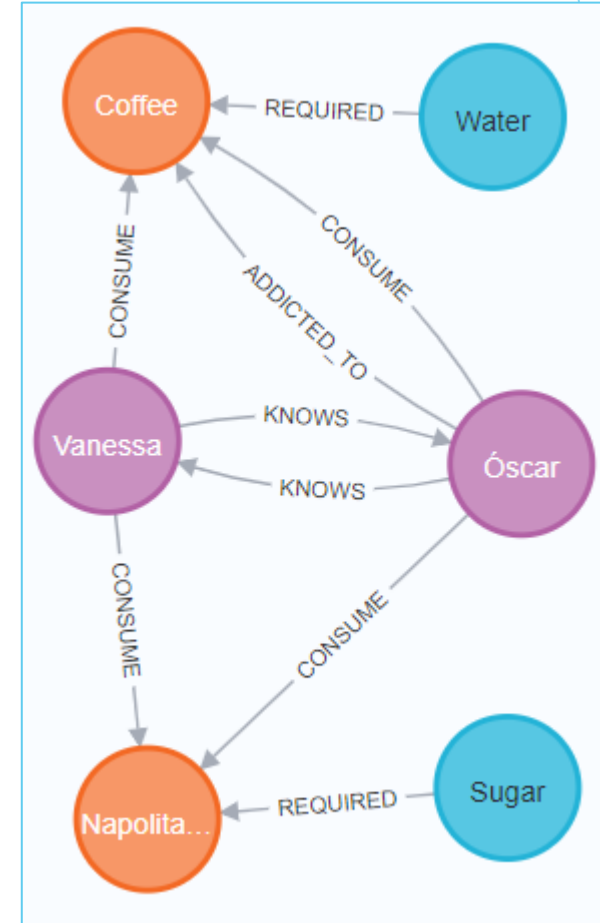 Coffee
REQUIRED
Water
CONSUME
CONSUME
ADDICTED_TO
Vanessa
KNOWS
KNOWS
Óscar
CONSUME
CONSUME
Napolita...
REQUIRED
Sugar